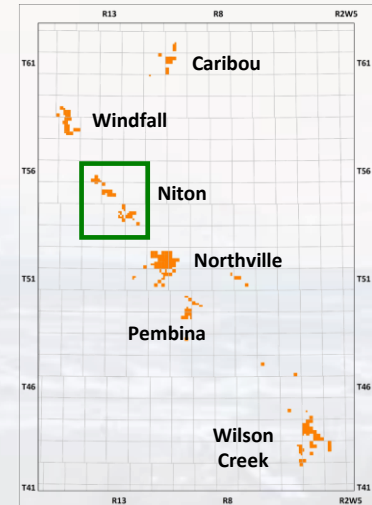 R13 R8 R2W5
T61
Caribou
T61
Windfall
T56
T56
Niton
Northville
T51
T51
Pembina
T46
T46
Wilson
Creek
T41
T41
R13 R8 R2W5